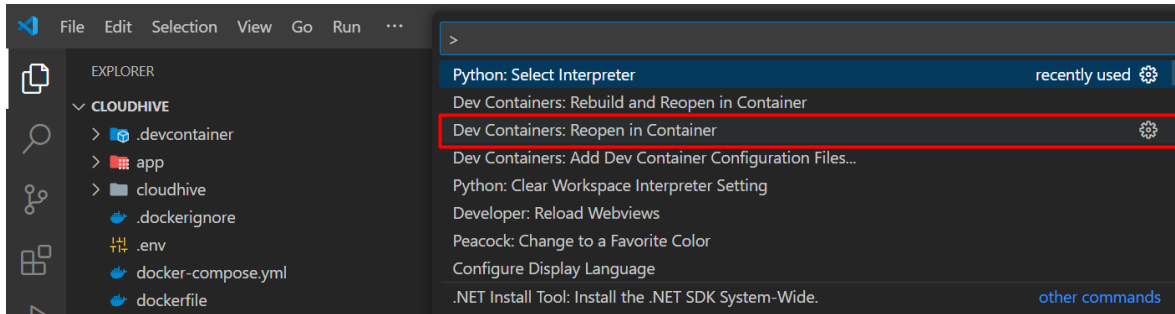 File Edit Selection View Go Run ...
>
EXPLORER
CLOUDHIVE
.devcontainer
app
cloudhive
.dockerignore
.env
docker-compose.yml
dockerfile
Python: Select Interpreter recently used
Dev Containers: Rebuild and Reopen in Container
Dev Containers: Reopen in Container
Dev Containers: Add Dev Container Configuration Files...
Python: Clear Workspace Interpreter Setting
Developer: Reload Webviews
Peacock: Change to a Favorite Color
Configure Display Language
.NET Install Tool: Install the .NET SDK System-Wide. other commands